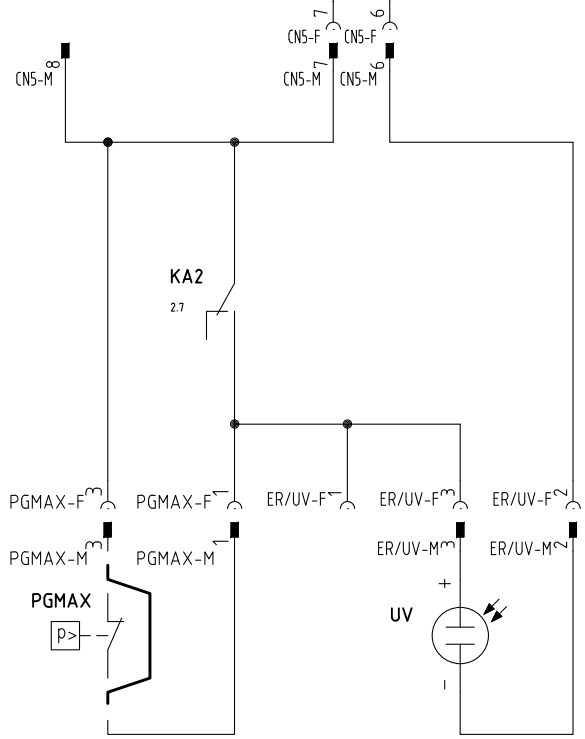 7 6
CN5-F CN5-F
8 7 6
CN5-M CN5-M CN5-M
KA2
2.7
3 1 1 3 2
PGMAX-F PGMAX-F ER/UV-F ER/UV-F ER/UV-F
3 1 3 2
PGMAX-M PGMAX-M ER/UV-M ER/UV-M
+
PGMAX
UV
p>
-